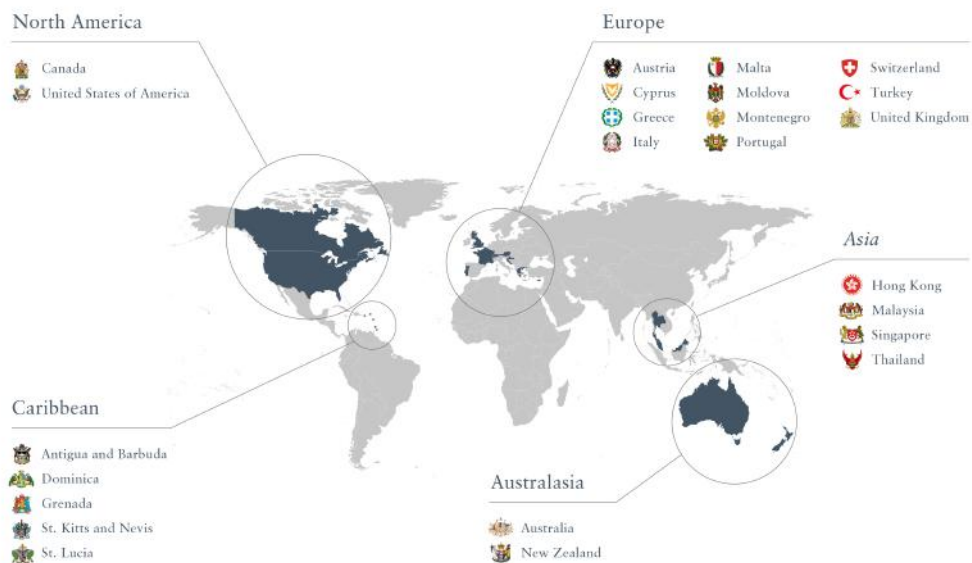 North America
Canada
United States of America
Europe
Austria
Cyprus
Greece
Italy
Malta
Moldova
Montenegro
Portugal
Switzerland
Turkey
United Kingdom
Asia
Hong Kong
Malaysia
Singapore
Thailand
Caribbean
Antigua and Barbuda
Dominica
Grenada
St. Kitts and Nevis
St. Lucia
Australasia
Australia
New Zealand